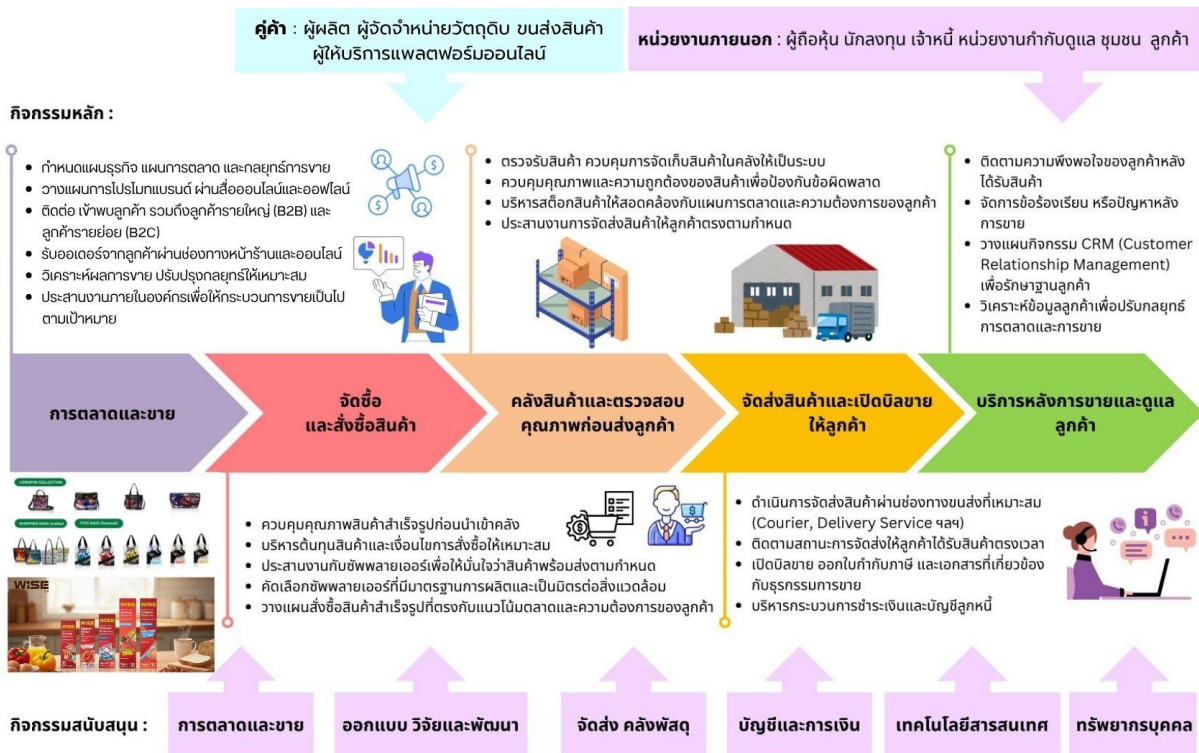 คู่ค้า : ผู้ผลิต ผู้จัดจำหน่ายวัตถุดิบ ขนส่งสินค้า
ผู้ให้บริการแพลตฟอร์มออนไลน์
หน่วยงานภายนอก : ผู้ถือหุ้น นักลงทุน เจ้าหนี้ หน่วยงานกำกับดูแล ชุมชน ลูกค้า
กิจกรรมหลัก :
• กำหนดแผนธุรกิจ แผนการตลาด และกลยุทธ์การขาย
• วางแผนการโปรโมทแบรนด์ ผ่านสื่อออนไลน์และออฟไลน์
• ติดต่อ เข้าพบลูกค้า รวมถึงลูกค้ารายใหญ่ (B2B) และ
ลูกค้ารายย่อย (B2C)
• รับออเดอร์จากลูกค้าผ่านช่องทางหน้าร้านและออนไลน์
• วิเคราะห์ผลการขาย ปรับปรุงกลยุทธ์ให้เหมาะสม
• ประสานงานภายในองค์กรเพื่อให้กระบวนการขายเป็นไป
ตามเป้าหมาย
• ตรวจรับสินค้า ควบคุมการจัดเก็บสินค้าในคลังให้เป็นระบบ
• ควบคุมคุณภาพและความถูกต้องของสินค้าเพื่อป้องกันข้อผิดพลาด
• บริหารสต็อกสินค้าให้สอดคล้องกับแผนการตลาดและความต้องการของลูกค้า
• ประสานงานการจัดส่งสินค้าให้ลูกค้าตรงตามกำหนด
• ติดตามความพึงพอใจของลูกค้าหลัง
ได้รับสินค้า
• จัดการข้อร้องเรียน หรือปัญหาหลัง
การขาย
• วางแผนกิจกรรม CRM (Customer
Relationship Management)
เพื่อรักษาฐานลูกค้า
• วิเคราะห์ข้อมูลลูกค้าเพื่อปรับกลยุทธ์
การตลาดและการขาย
การตลาดและขาย
จัดซื้อ
และสั่งซื้อสินค้า
คลังสินค้าและตรวจสอบ
คุณภาพก่อนส่งลูกค้า
จัดส่งสินค้าและเปิดบิลขาย
ให้ลูกค้า
บริการหลังการขายและดูแล
ลูกค้า
LONGPIN COLLECTION
WISE
• ควบคุมคุณภาพสินค้าสำเร็จรูปก่อนนำเข้าคลัง
• บริหารต้นทุนสินค้าและเงื่อนไขการสั่งซื้อให้เหมาะสม
• ประสานงานกับซัพพลายเออร์เพื่อให้มั่นใจว่าสินค้าพร้อมส่งตามกำหนด
• คัดเลือกซัพพลายเออร์ที่มีมาตรฐานการผลิตและเป็นมิตรต่อสิ่งแวดล้อม
• วางแผนสั่งซื้อสินค้าสำเร็จรูปที่ตรงกับแนวโน้มตลาดและความต้องการของลูกค้า
• ดำเนินการจัดส่งสินค้าผ่านช่องทางขนส่งที่เหมาะสม
(Courier, Delivery Service ฯลฯ)
• ติดตามสถานะการจัดส่งให้ลูกค้าได้รับสินค้าตรงเวลา
• เปิดบิลขาย ออกใบกำกับภาษี และเอกสารที่เกี่ยวข้อง
กับธุรกรรมการขาย
• บริหารกระบวนการชำระเงินและบัญชีลูกหนี้
กิจกรรมสนับสนุน :
การตลาดและขาย
ออกแบบ วิจัยและพัฒนา
จัดส่ง คลังพัสดุ
บัญชีและการเงิน
เทคโนโลยีสารสนเทศ
ทรัพยากรบุคคล